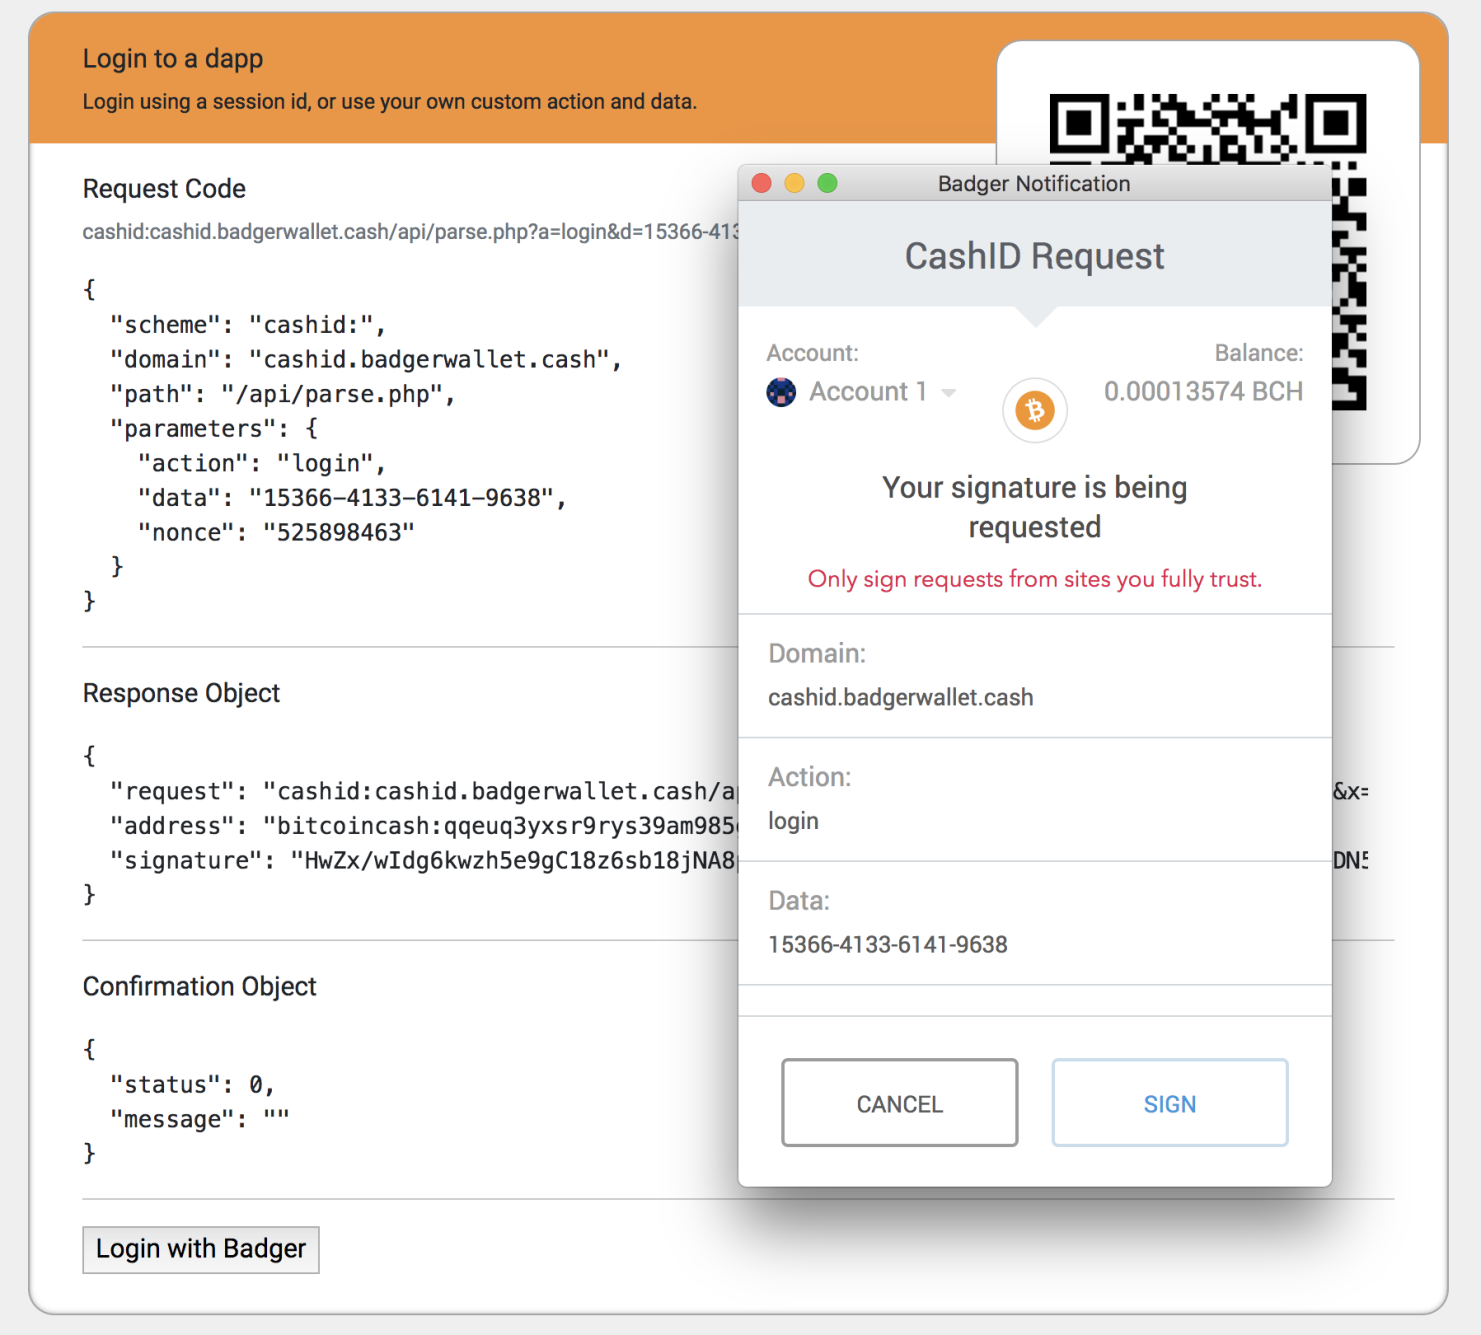 Login to a dapp
Login using a session id, or use your own custom action and data.
Request Code
cashid:cashid.badgerwallet.cash/api/parse.php?a=login&d=15366-413
{
"scheme": "cashid:",
"domain": "cashid.badgerwallet.cash",
"path": "/api/parse.php",
"parameters": {
"action": "login",
"data": "15366-4133-6141-9638",
"nonce": "525898463"
}
}
Response Object
{
"request": "cashid:cashid.badgerwallet.cash/a &x=
"address": "bitcoincash:qqeuq3yxsr9rys39am985
"signature": "HwZx/wIdg6kwzh5e9gC18z6sb18jNA8 DN5
}
Confirmation Object
{
"status": 0,
"message": ""
}
Login with Badger
Badger Notification
CashID Request
Account:
Account 1
Balance:
0.00013574 BCH
Your signature is being
requested
Only sign requests from sites you fully trust.
Domain:
cashid.badgerwallet.cash
Action:
login
Data:
15366-4133-6141-9638
CANCEL
SIGN